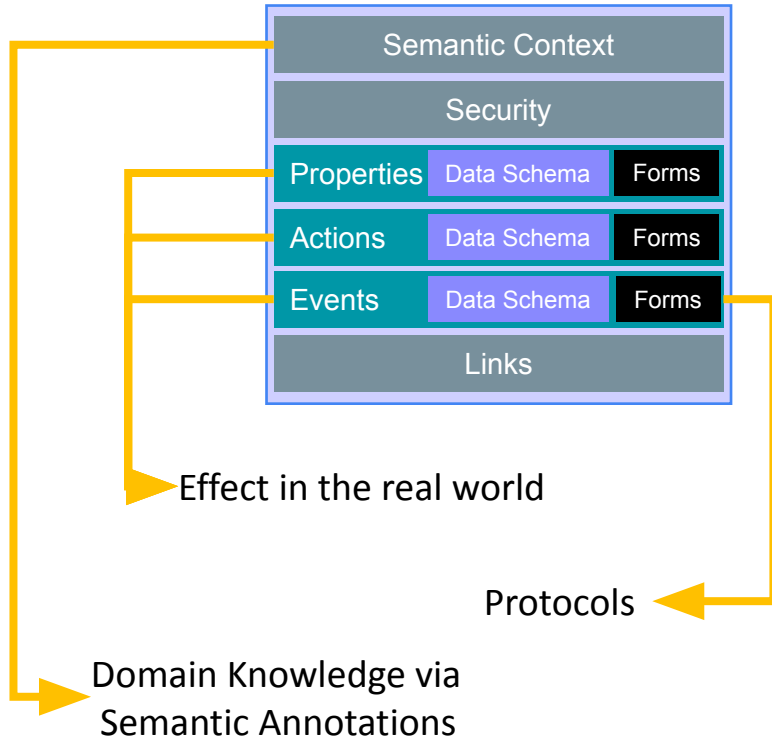 Semantic Context
Security
Properties Data Schema Forms
Actions Data Schema Forms
Events Data Schema Forms
Links
Effect in the real world
Protocols
Domain Knowledge via
Semantic Annotations